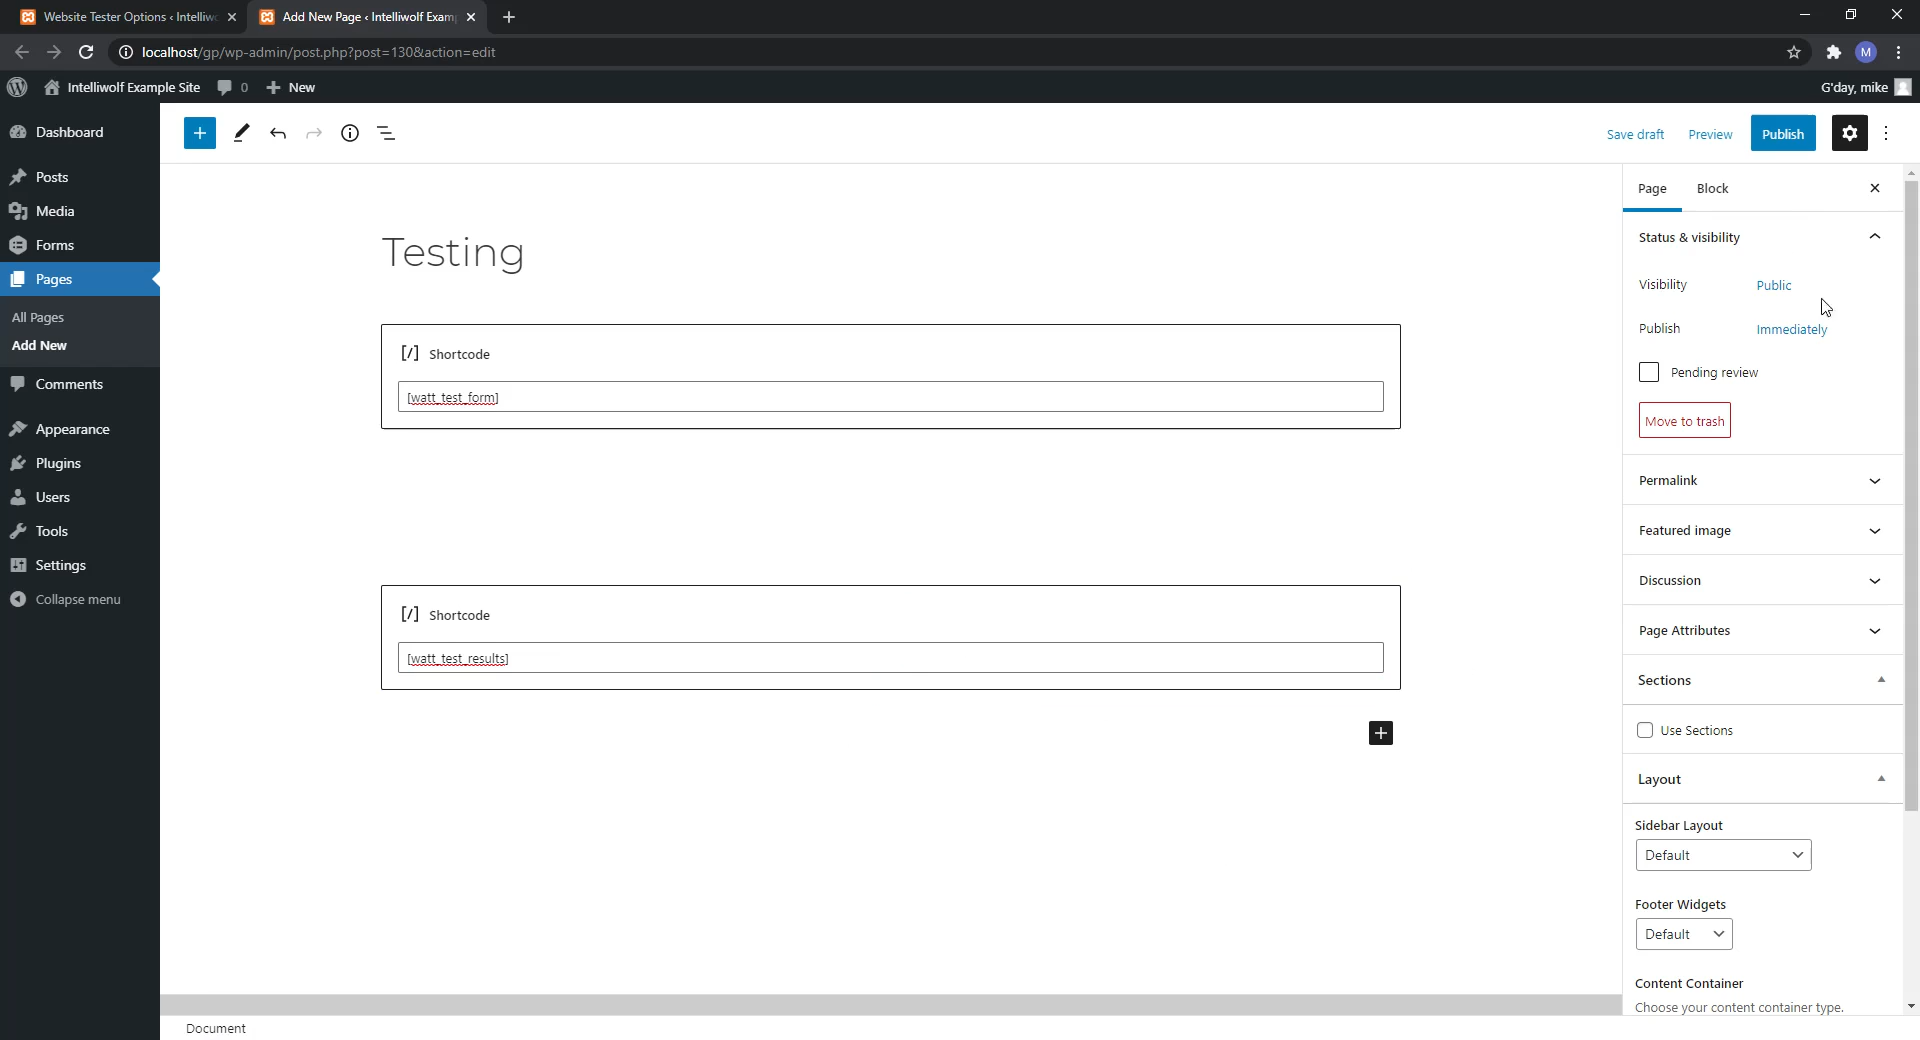 Website Tester Options ‹ Intelliw
Add New Page ‹ Intelliwolf Exam
localhost/gp/wp-admin/post.php?post=130&action=edit
M
Intelliwolf Example Site
0
New
G'day, mike
Dashboard
Posts
Media
Forms
Pages
All Pages
Add New
Comments
Appearance
Plugins
Users
Tools
Settings
Collapse menu
Save draft
Preview
Publish
Testing
[/] Shortcode
[watt_test_form]
[/] Shortcode
[watt_test_results]
Page
Block
Status & visibility
Visibility
Public
Publish
Immediately
Pending review
Move to trash
Permalink
Featured image
Discussion
Page Attributes
Sections
Use Sections
Layout
Sidebar Layout
Default
Footer Widgets
Default
Content Container
Choose your content container type.
Document